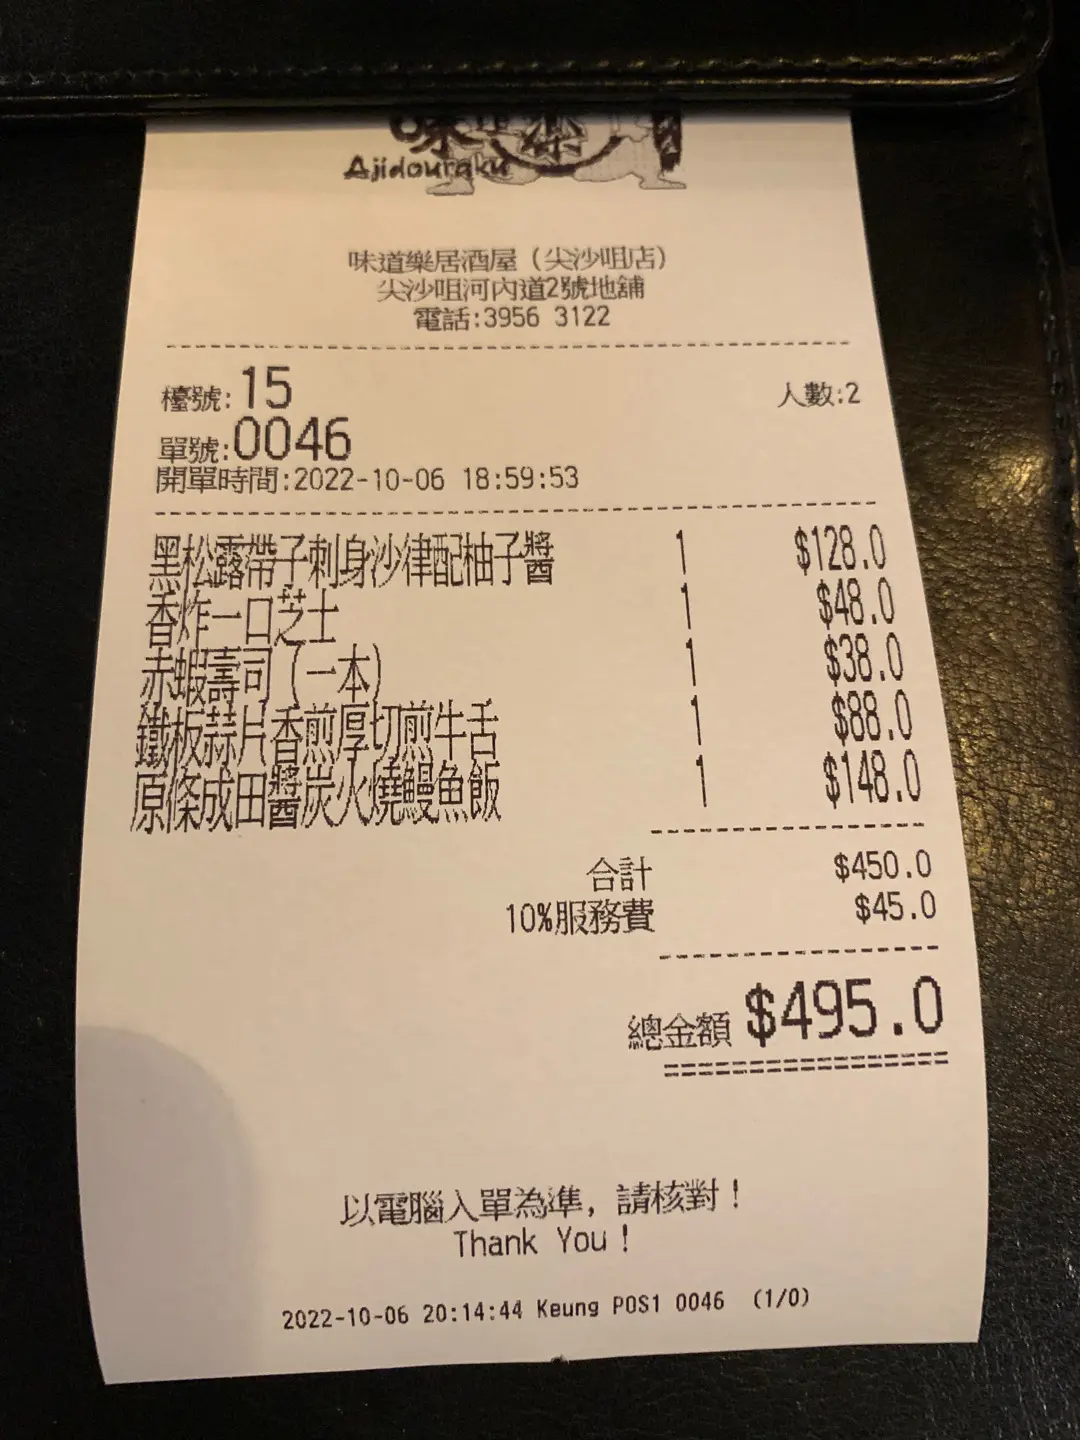 味道樂
Ajidouraku
味道樂居酒屋（尖沙咀店）
尖沙咀河內道2號地舖
電話:3956 3122
檯號:15 人數:2
單號:0046
開單時間:2022-10-06 18:59:53
黑松露帶子刺身沙律配柚子醬 1 $128.0
香炸一口芝士 1 $48.0
赤蝦壽司（一本） 1 $38.0
鐵板蒜片香煎厚切煎牛舌 1 $88.0
原條成田醬炭火燒鰻魚飯 1 $148.0
合計 $450.0
10%服務費 $45.0
總金額 $495.0
以電腦入單為準，請核對！
Thank You！
2022-10-06 20:14:44 Keung POS1 0046 (1/0)